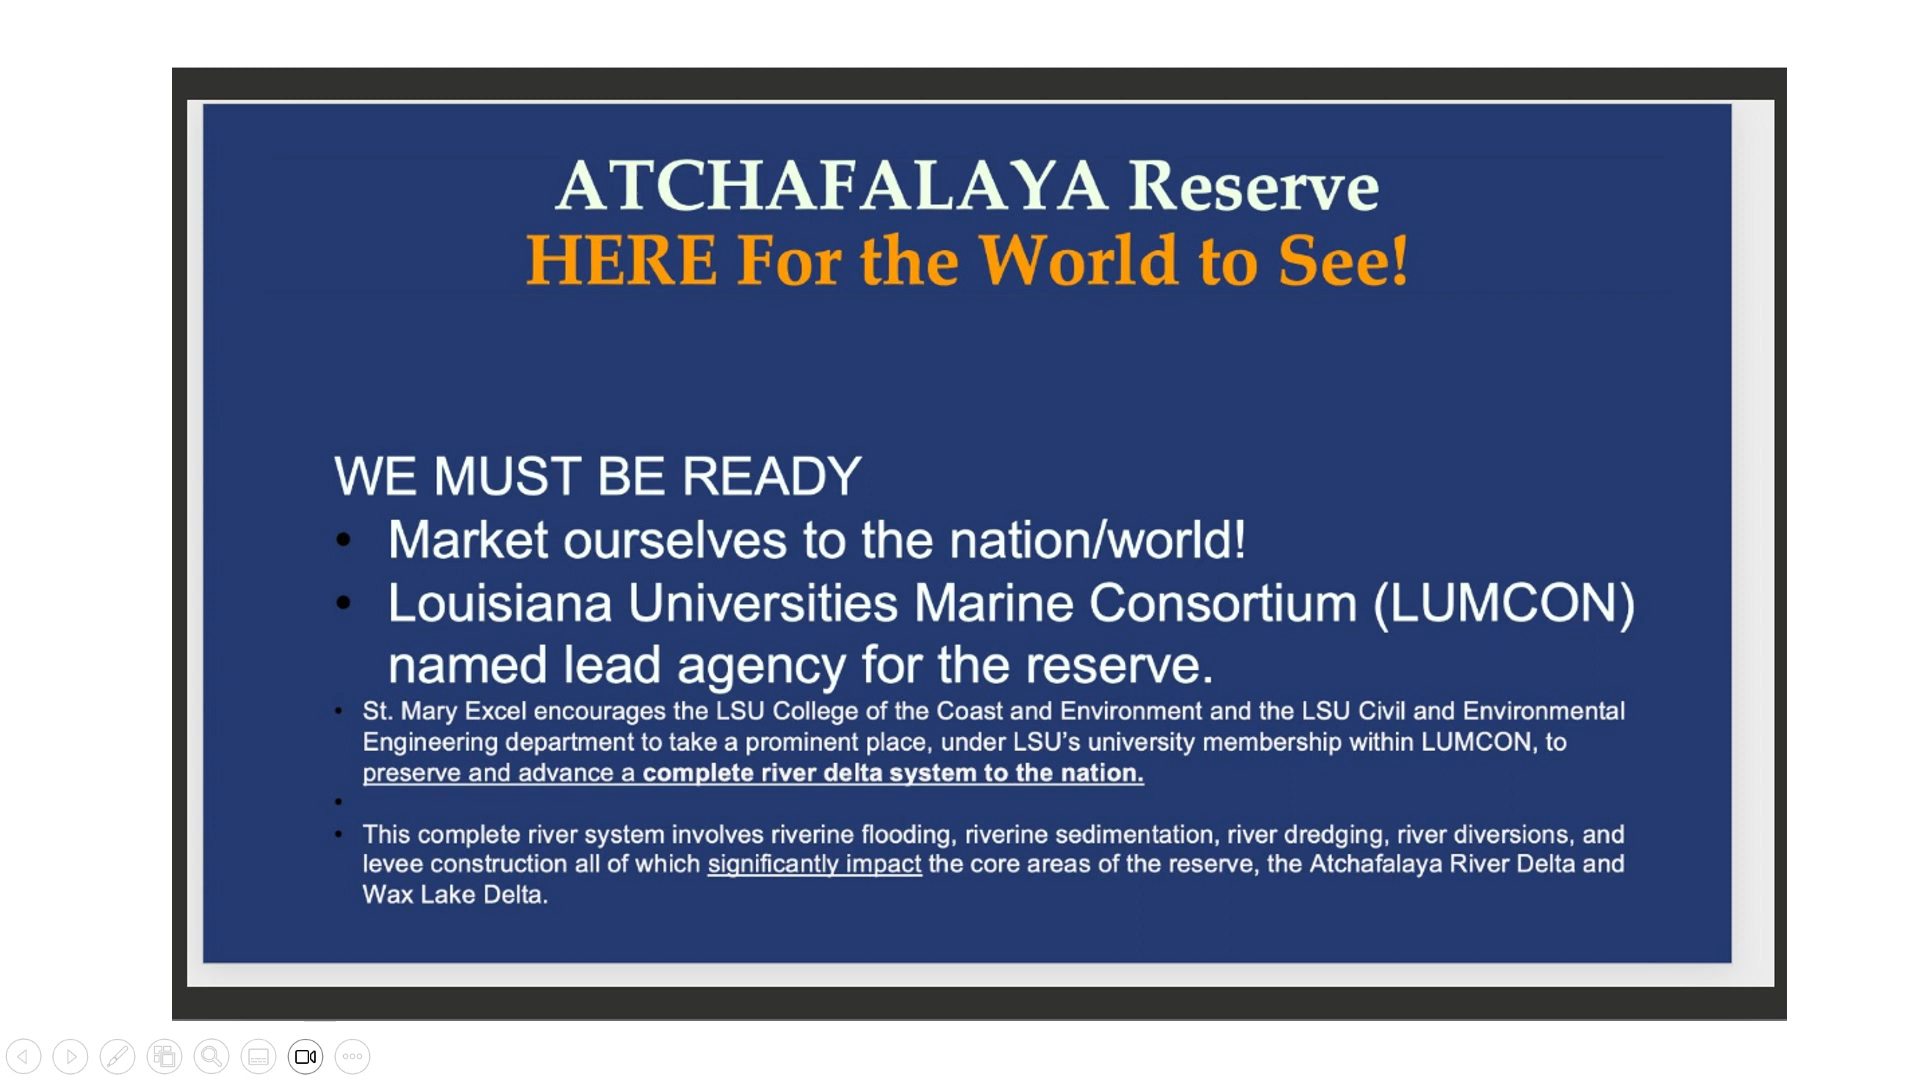 ATCHAFALAYA Reserve
HERE For the World to See!
WE MUST BE READY
• Market ourselves to the nation/world!
• Louisiana Universities Marine Consortium (LUMCON)
named lead agency for the reserve.
• St. Mary Excel encourages the LSU College of the Coast and Environment and the LSU Civil and Environmental
Engineering department to take a prominent place, under LSU’s university membership within LUMCON, to
preserve and advance a complete river delta system to the nation.
•
• This complete river system involves riverine flooding, riverine sedimentation, river dredging, river diversions, and
levee construction all of which significantly impact the core areas of the reserve, the Atchafalaya River Delta and
Wax Lake Delta.